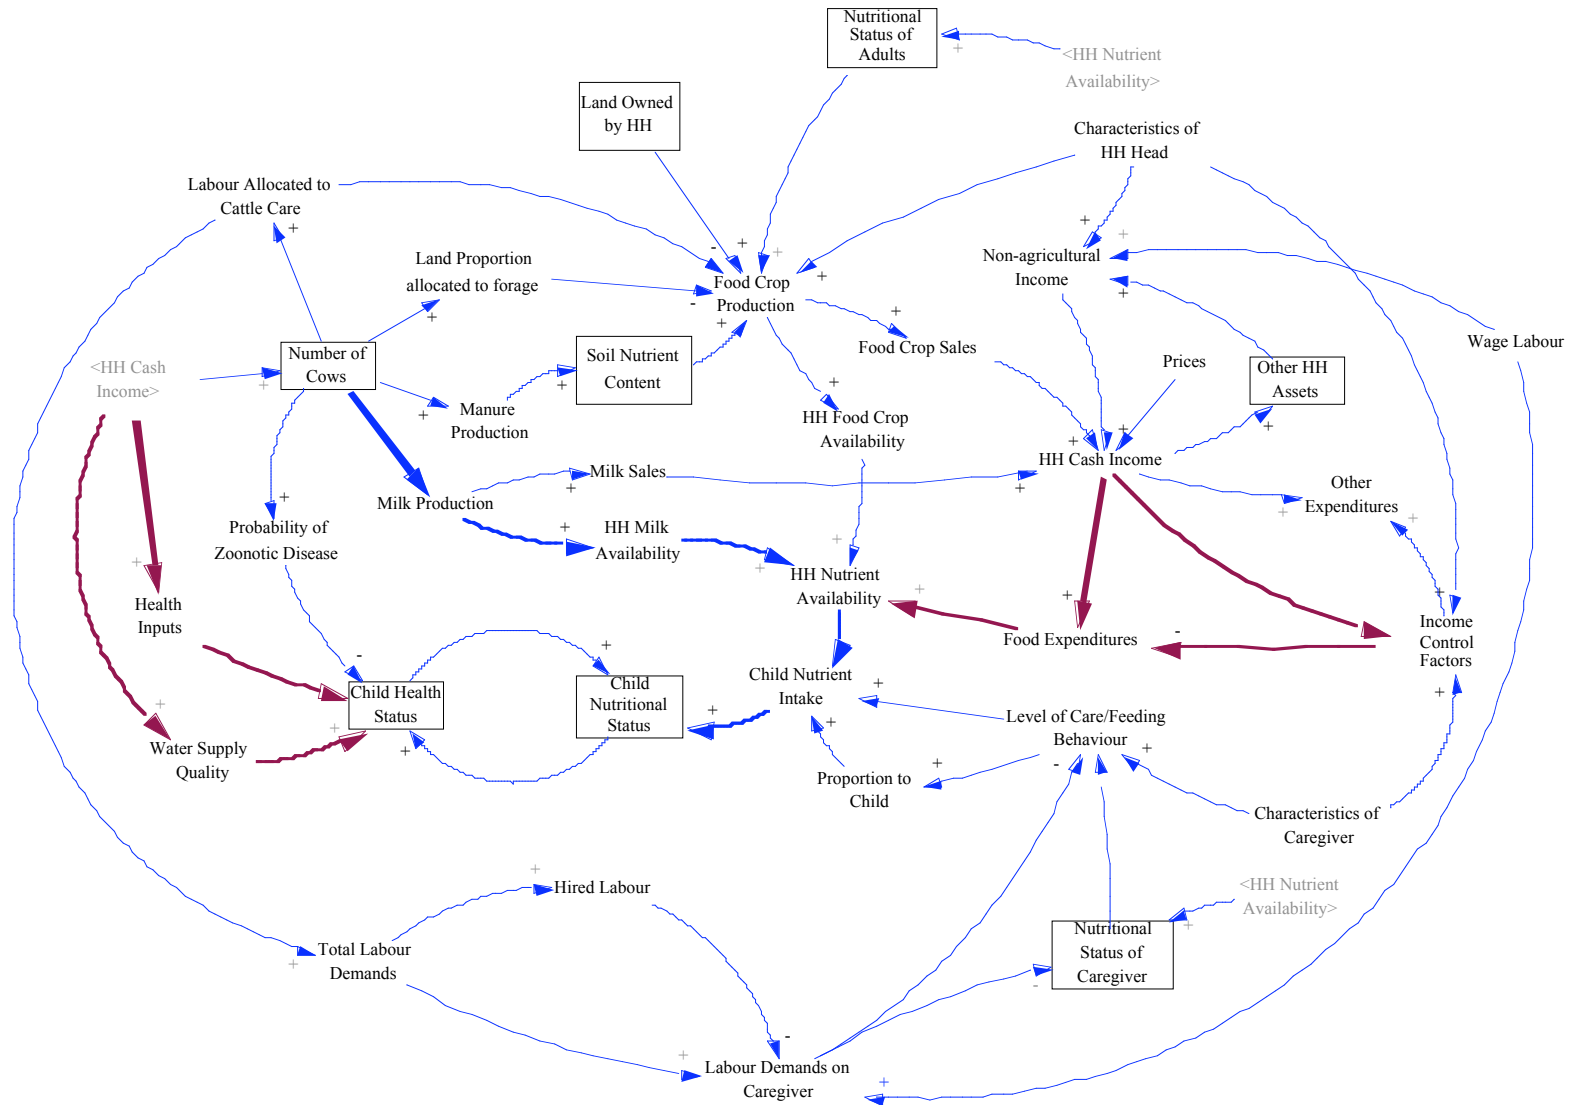 Nutritional
Status of
Adults
+
<HH Nutrient
Availability>
Land Owned
by HH
Characteristics of
HH Head
Labour Allocated to
Cattle Care
+
Land Proportion
allocated to forage
+
-
+
+
+
-
Food Crop
Production
+
+
+
Non-agricultural
Income
+
+
Food Crop Sales
Wage Labour
Prices
Other HH
Assets
+
<HH Cash
Income>
+
Number of
Cows
Soil Nutrient
Content
+
+
Manure
Production
+
HH Food Crop
Availability
+
+
HH Cash Income
Milk Sales
+
+
Milk Production
Other
Expenditures
+
+
+
Probability of
Zoonotic Disease
+
HH Milk
Availability
+
+
HH Nutrient
Availability
+
+
Food Expenditures
-
+
Income
Control
Factors
+
+
Health
Inputs
-
+
Child Health
Status
Child
Nutritional
Status
+
+
+
+
Water Supply
Quality
Child Nutrient
Intake
+
+
Level of Care/Feeding
Behaviour
-
+
+
Proportion to
Child
Characteristics of
Caregiver
<HH Nutrient
Availability>
+
+
Hired Labour
Nutritional
Status of
Caregiver
-
Total Labour
Demands
+
-
+
Labour Demands on
Caregiver
+